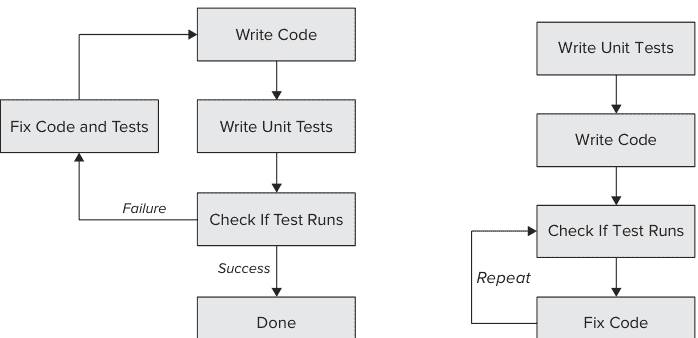 Write Code
Fix Code and Tests
Write Unit Tests
Failure
Check If Test Runs
Success
Done
Write Unit Tests
Write Code
Check If Test Runs
Repeat
Fix Code